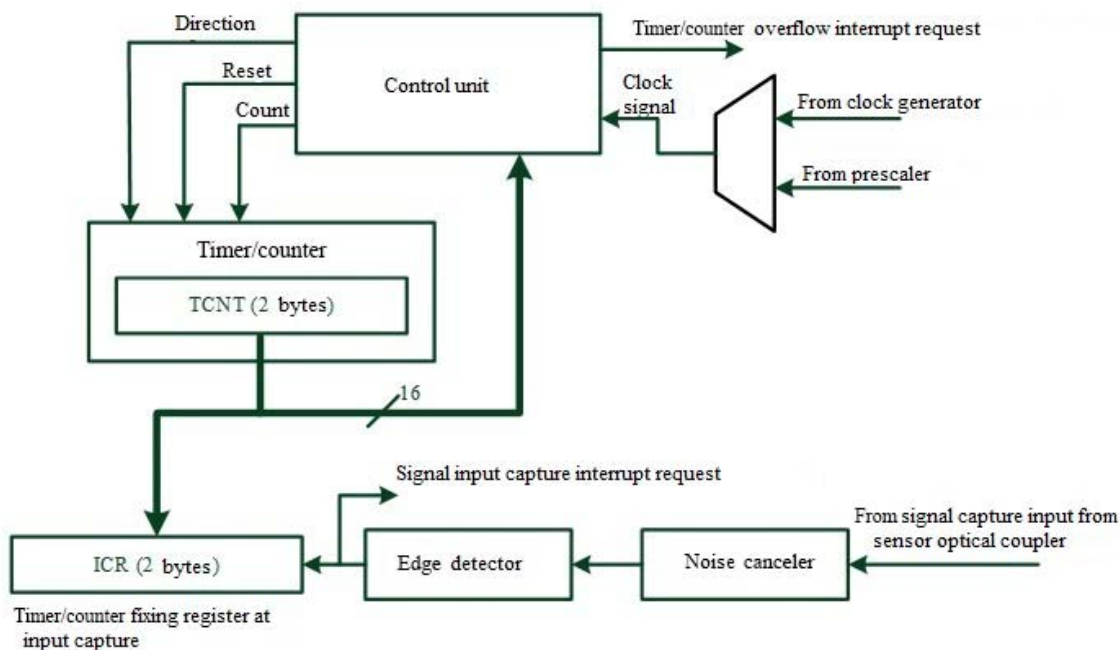 Direction
Timer/counter overflow interrupt request
Reset
Control unit
Clock
signal
Count
From clock generator
From prescaler
Timer/counter
TCNT (2 bytes)
16
Signal input capture interrupt request
From signal capture input from
sensor optical coupler
ICR (2 bytes)
Edge detector
Noise canceler
Timer/counter fixing register at
input capture